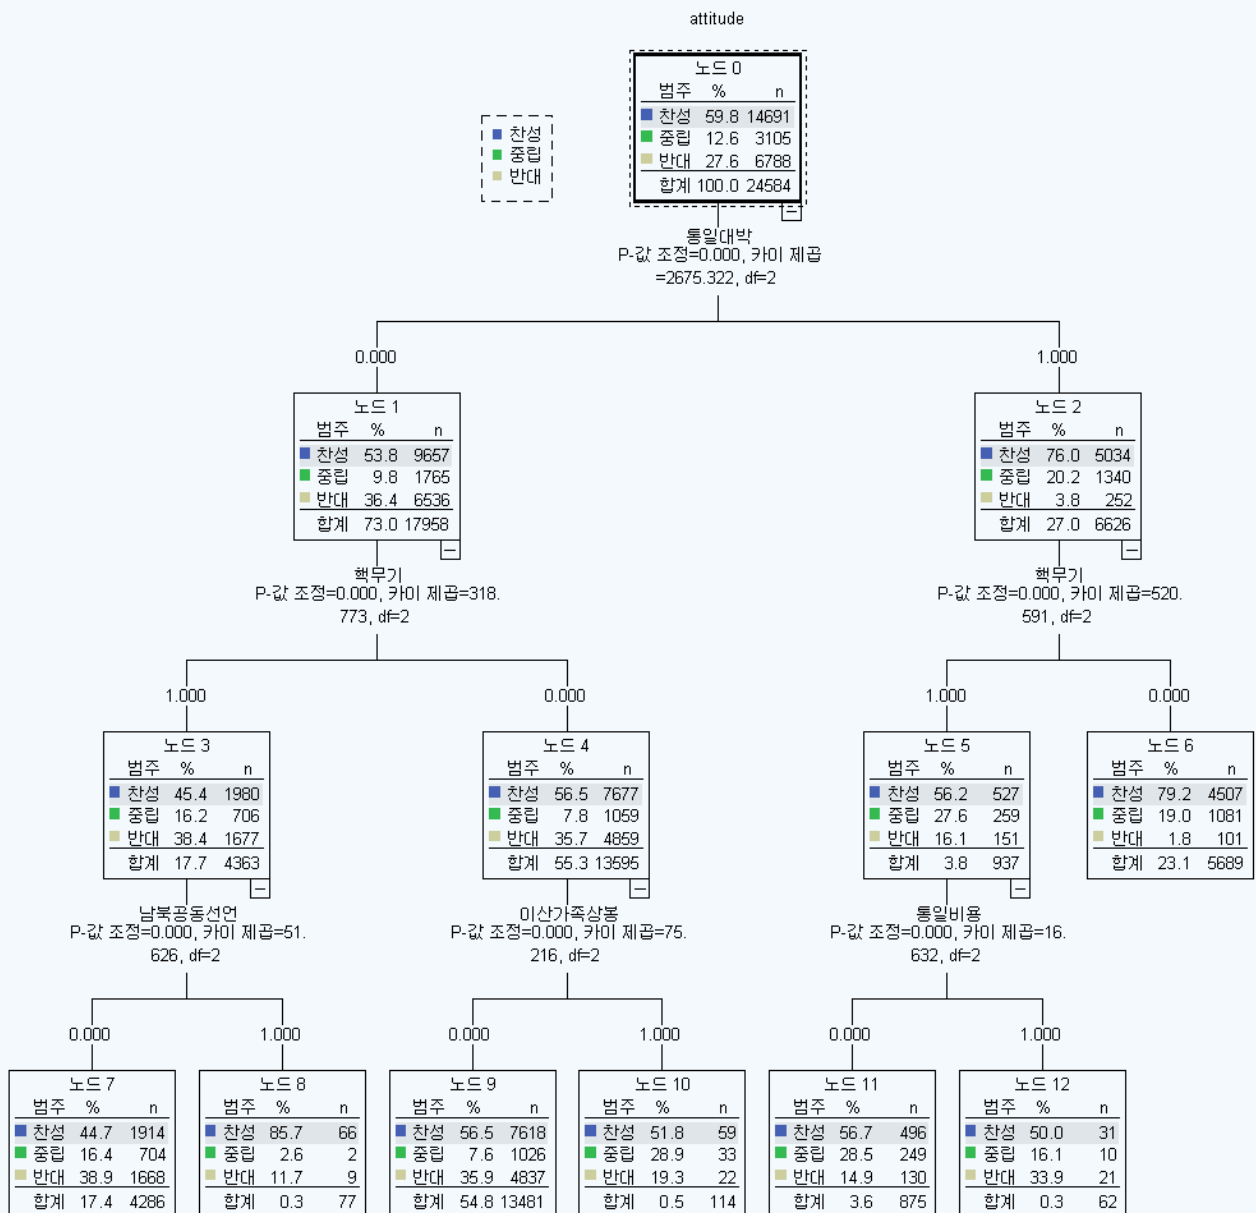 attitude
노드 0
범주 % n
찬성 59.8 14691
중립 12.6 3105
반대 27.6 6788
합계 100.0 24584
찬성
중립
반대
통일대박
P-값 조정=0.000, 카이 제곱
=2675.322, df=2
0.000
1.000
노드 1
범주 % n
찬성 53.8 9657
중립 9.8 1765
반대 36.4 6536
합계 73.0 17958
노드 2
범주 % n
찬성 76.0 5034
중립 20.2 1340
반대 3.8 252
합계 27.0 6626
핵무기
P-값 조정=0.000, 카이 제곱=318.
773, df=2
핵무기
P-값 조정=0.000, 카이 제곱=520.
591, df=2
1.000
0.000
1.000
0.000
노드 3
범주 % n
찬성 45.4 1980
중립 16.2 706
반대 38.4 1677
합계 17.7 4363
노드 4
범주 % n
찬성 56.5 7677
중립 7.8 1059
반대 35.7 4859
합계 55.3 13595
노드 5
범주 % n
찬성 56.2 527
중립 27.6 259
반대 16.1 151
합계 3.8 937
노드 6
범주 % n
찬성 79.2 4507
중립 19.0 1081
반대 1.8 101
합계 23.1 5689
남북공동선언
P-값 조정=0.000, 카이 제곱=51.
626, df=2
이산가족상봉
P-값 조정=0.000, 카이 제곱=75.
216, df=2
통일비용
P-값 조정=0.000, 카이 제곱=16.
632, df=2
0.000
1.000
0.000
1.000
0.000
1.000
노드 7
범주 % n
찬성 44.7 1914
중립 16.4 704
반대 38.9 1668
합계 17.4 4286
노드 8
범주 % n
찬성 85.7 66
중립 2.6 2
반대 11.7 9
합계 0.3 77
노드 9
범주 % n
찬성 56.5 7618
중립 7.6 1026
반대 35.9 4837
합계 54.8 13481
노드 10
범주 % n
찬성 51.8 59
중립 28.9 33
반대 19.3 22
합계 0.5 114
노드 11
범주 % n
찬성 56.7 496
중립 28.5 249
반대 14.9 130
합계 3.6 875
노드 12
범주 % n
찬성 50.0 31
중립 16.1 10
반대 33.9 21
합계 0.3 62